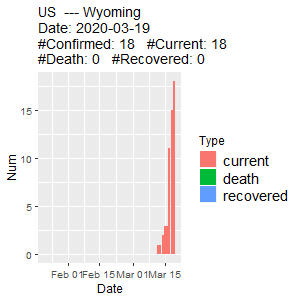 US  --- Wyoming
Date: 2020-03-19
#Confirmed: 18   #Current: 18
#Death: 0   #Recovered: 0
Num
15
10
5
0
Feb 01 Feb 15 Mar 01 Mar 15
Date
Type
current
death
recovered